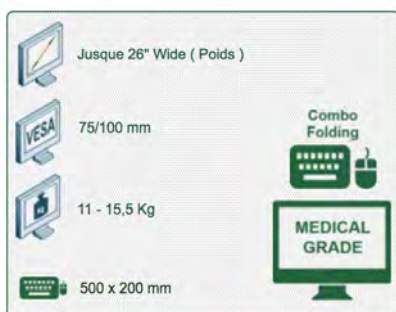 Jusque 26" Wide ( Poids )
VESA
75/100 mm
11 - 15,5 Kg
500 x 200 mm
Combo
Folding
MEDICAL
GRADE